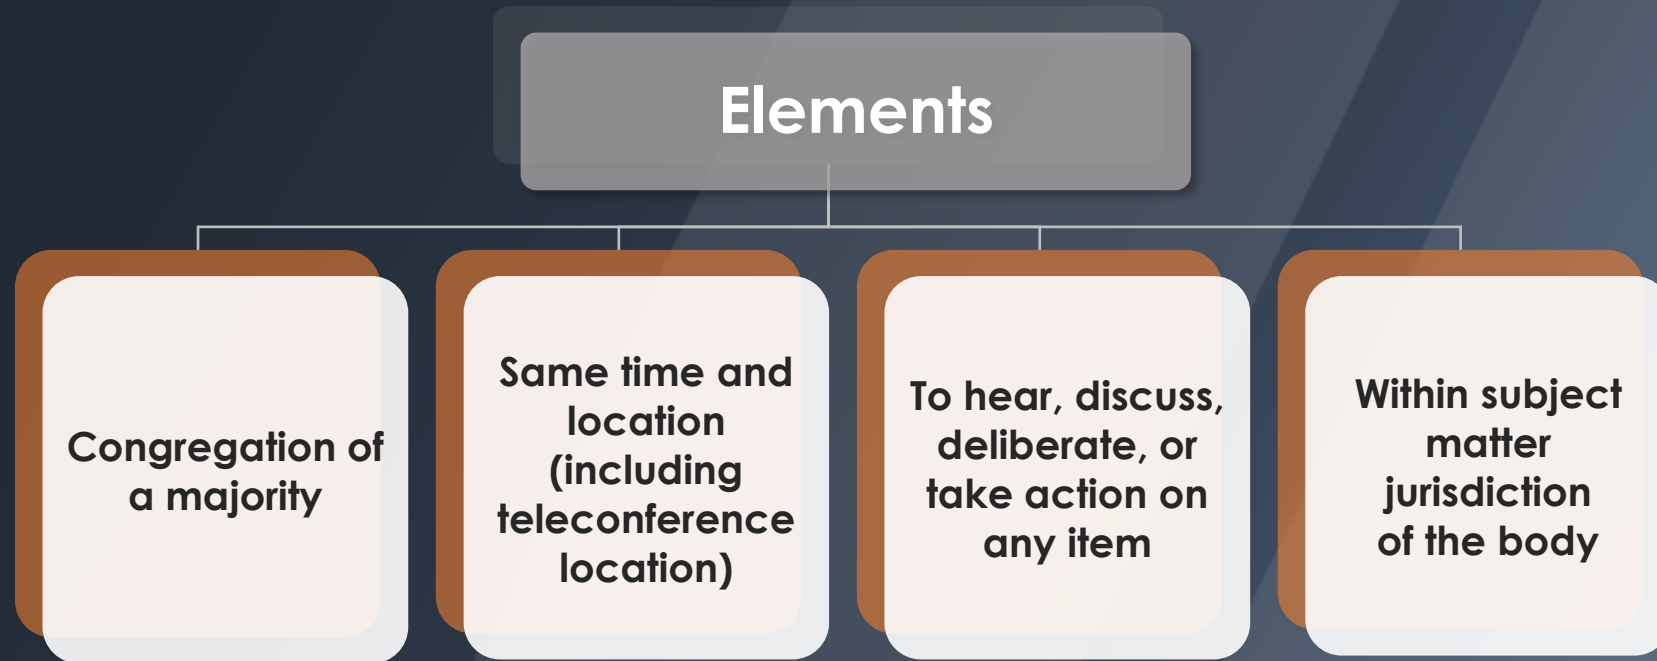 Elements
Congregation of
a majority
Same time and
location
(including
teleconference
location)
To hear, discuss,
deliberate, or
take action on
any item
Within subject
matter
jurisdiction
of the body